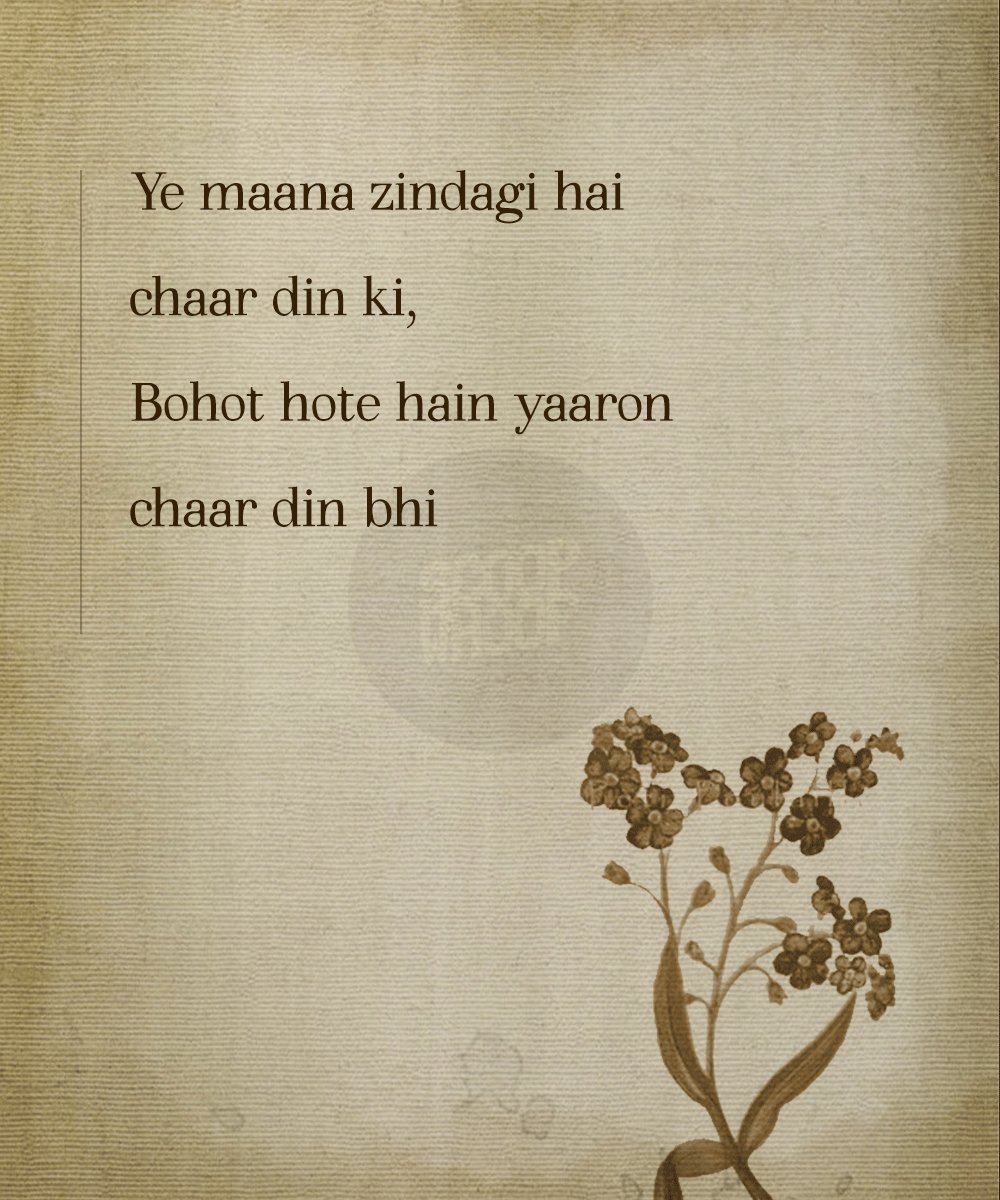 Ye maana zindagi hai
chaar din ki,
Bohot hote hain yaaron
chaar din bhi